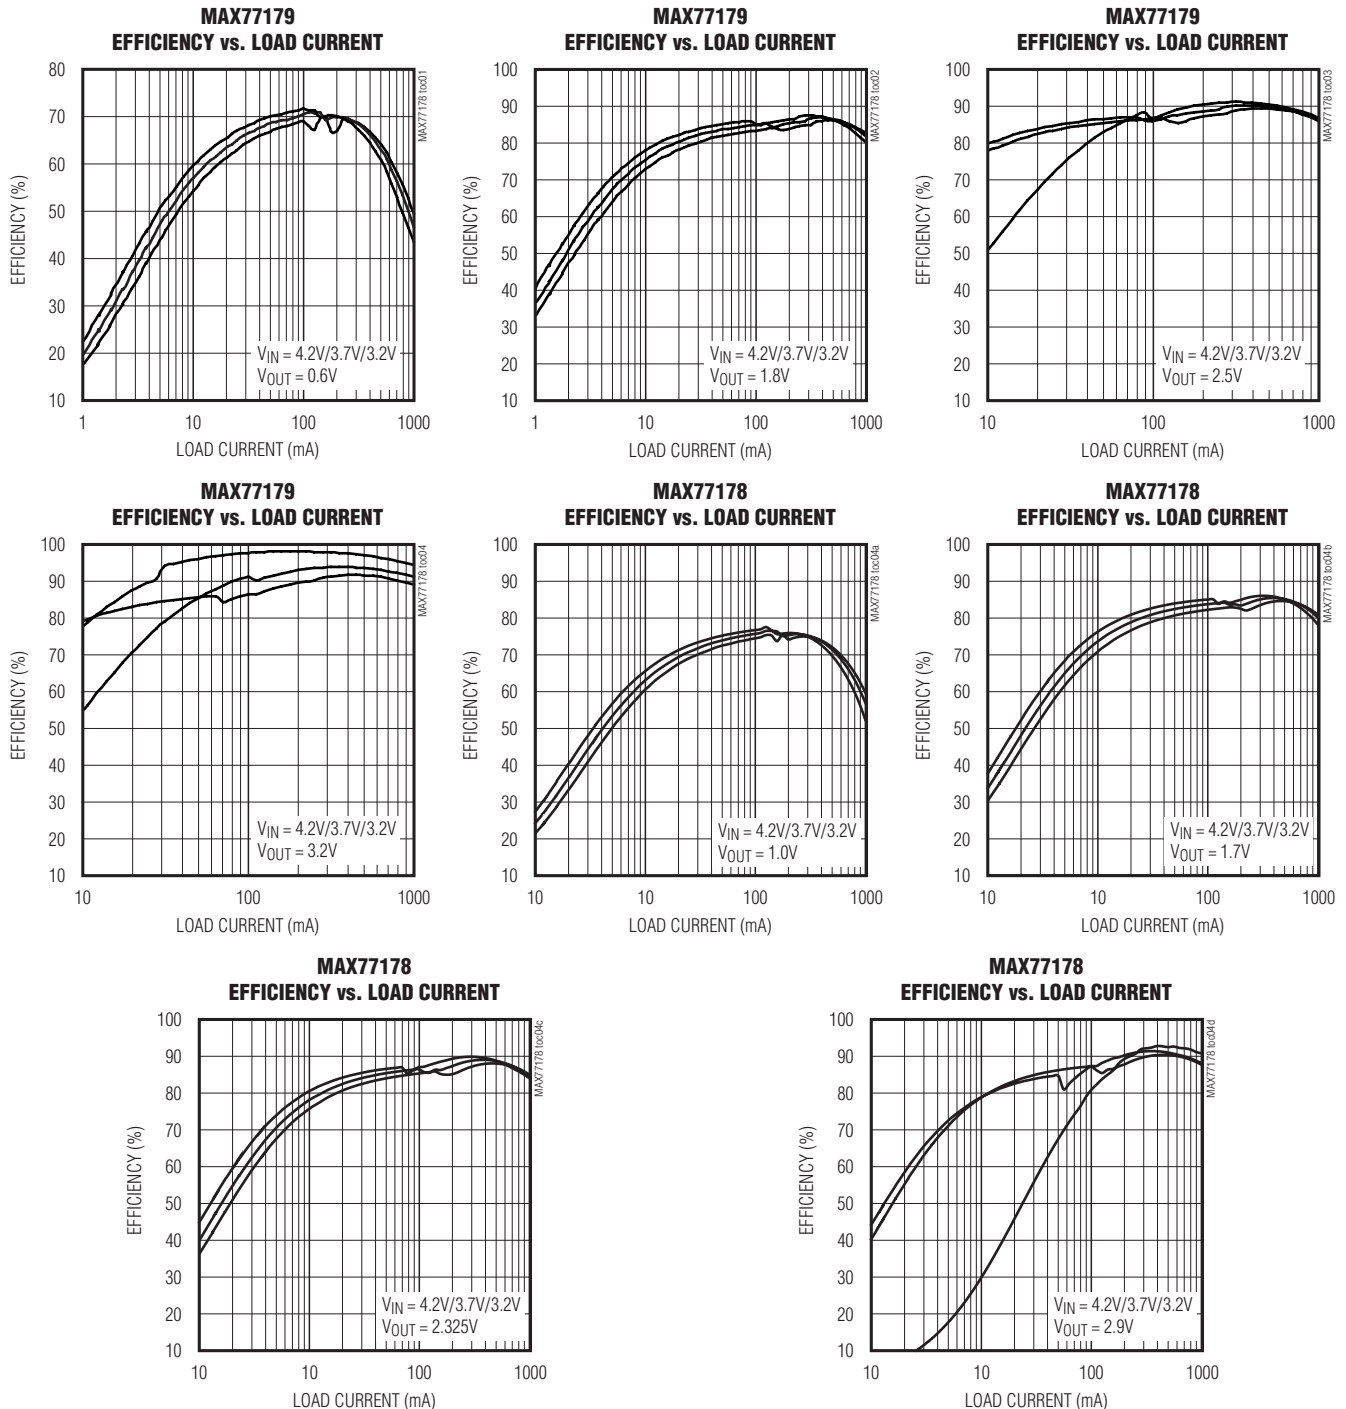 MAX77179
EFFICIENCY vs. LOAD CURRENT
80
70
60
50
40
30
20
10
EFFICIENCY (%)
MAX77178 toc01
VIN = 4.2V/3.7V/3.2V
VOUT = 0.6V
1
10
100
1000
LOAD CURRENT (mA)
MAX77179
EFFICIENCY vs. LOAD CURRENT
100
90
80
70
60
50
40
30
20
10
EFFICIENCY (%)
MAX77178 toc02
VIN = 4.2V/3.7V/3.2V
VOUT = 1.8V
1
10
100
1000
LOAD CURRENT (mA)
MAX77179
EFFICIENCY vs. LOAD CURRENT
100
90
80
70
60
50
40
30
20
10
EFFICIENCY (%)
MAX77178 toc03
VIN = 4.2V/3.7V/3.2V
VOUT = 2.5V
10
100
1000
LOAD CURRENT (mA)
MAX77179
EFFICIENCY vs. LOAD CURRENT
100
90
80
70
60
50
40
30
20
10
EFFICIENCY (%)
MAX77178 toc04
VIN = 4.2V/3.7V/3.2V
VOUT = 3.2V
10
100
1000
LOAD CURRENT (mA)
MAX77178
EFFICIENCY vs. LOAD CURRENT
100
90
80
70
60
50
40
30
20
10
EFFICIENCY (%)
MAX77178 toc04a
VIN = 4.2V/3.7V/3.2V
VOUT = 1.0V
10
10
100
1000
LOAD CURRENT (mA)
MAX77178
EFFICIENCY vs. LOAD CURRENT
100
90
80
70
60
50
40
30
20
10
EFFICIENCY (%)
MAX77178 toc04b
VIN = 4.2V/3.7V/3.2V
VOUT = 1.7V
10
10
100
1000
LOAD CURRENT (mA)
MAX77178
EFFICIENCY vs. LOAD CURRENT
100
90
80
70
60
50
40
30
20
10
EFFICIENCY (%)
MAX77178 toc04c
VIN = 4.2V/3.7V/3.2V
VOUT = 2.325V
10
10
100
1000
LOAD CURRENT (mA)
MAX77178
EFFICIENCY vs. LOAD CURRENT
100
90
80
70
60
50
40
30
20
10
EFFICIENCY (%)
MAX77178 toc04d
VIN = 4.2V/3.7V/3.2V
VOUT = 2.9V
10
10
100
1000
LOAD CURRENT (mA)